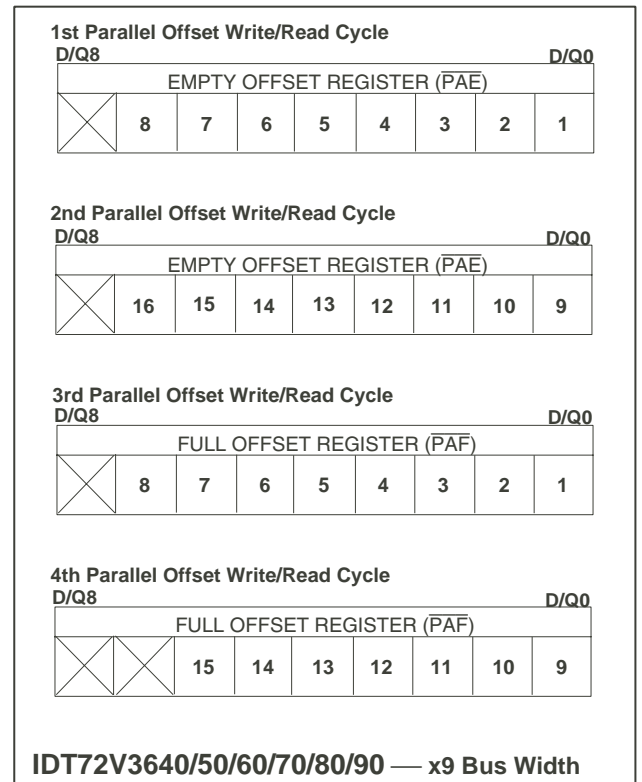 1st Parallel Offset Write/Read Cycle
D/Q8 D/Q0
EMPTY OFFSET REGISTER (PAE)
8 7 6 5 4 3 2 1
2nd Parallel Offset Write/Read Cycle
D/Q8 D/Q0
EMPTY OFFSET REGISTER (PAE)
16 15 14 13 12 11 10 9
3rd Parallel Offset Write/Read Cycle
D/Q8 D/Q0
FULL OFFSET REGISTER (PAF)
8 7 6 5 4 3 2 1
4th Parallel Offset Write/Read Cycle
D/Q8 D/Q0
FULL OFFSET REGISTER (PAF)
15 14 13 12 11 10 9
IDT72V3640/50/60/70/80/90 — x9 Bus Width